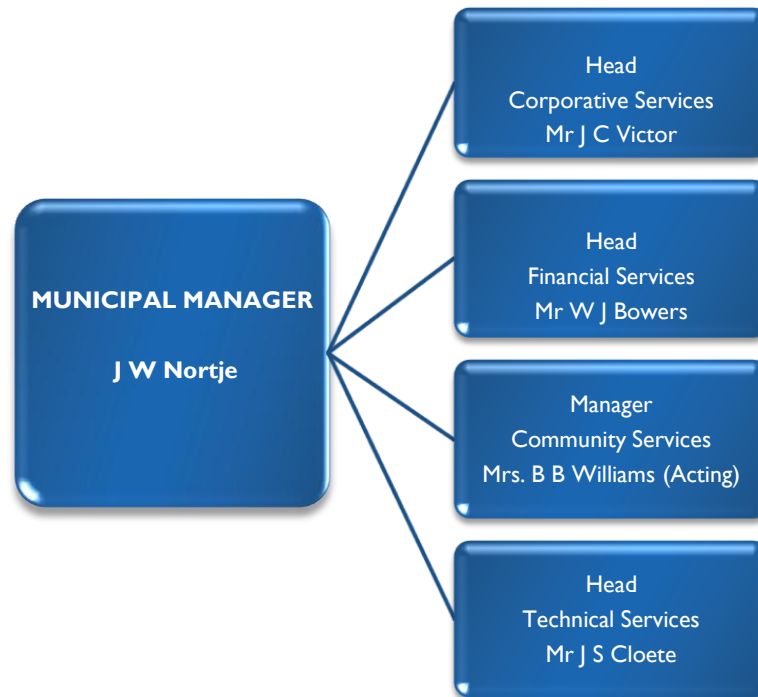 MUNICIPAL MANAGER
J W Nortje
Head
Corporative Services
Mr J C Victor
Head
Financial Services
Mr W J Bowers
Manager
Community Services
Mrs. B B Williams (Acting)
Head
Technical Services
Mr J S Cloete